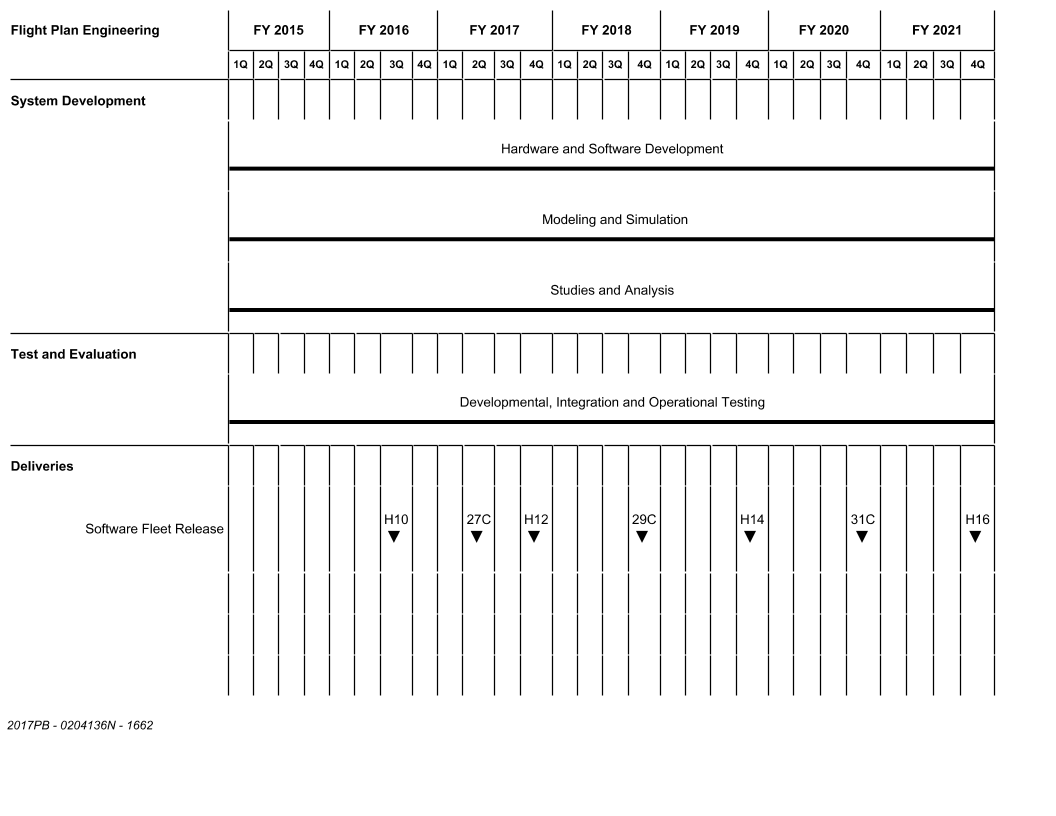 Flight Plan Engineering FY 2015 FY 2016 FY 2017 FY 2018 FY 2019 FY 2020 FY 2021
1Q 2Q 3Q 4Q 1Q 2Q 3Q 4Q 1Q 2Q 3Q 4Q 1Q 2Q 3Q 4Q 1Q 2Q 3Q 4Q 1Q 2Q 3Q 4Q 1Q 2Q 3Q 4Q
System Development
Hardware and Software Development
Modeling and Simulation
Studies and Analysis
Test and Evaluation
Developmental, Integration and Operational Testing
Deliveries
H10 27C H12 29C H14 31C H16
Software Fleet Release
2017PB - 0204136N - 1662